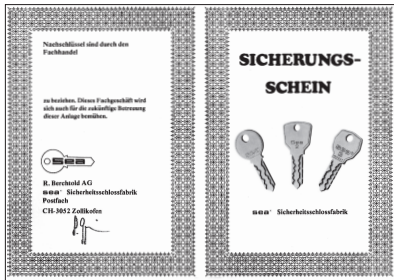 Nachschlüssel sind durch den
Fachhandel
zu beziehen. Dieses Fachgeschäft wird
sich auch für die zukünftige Betreuung
dieser Anlage bemühen.
sea
R. Berchtold AG
sea® Sicherheitsschlossfabrik
Postfach
CH-3052 Zollikofen
SICHERUNGS-
SCHEIN
sea® Sicherheitsschlossfabrik